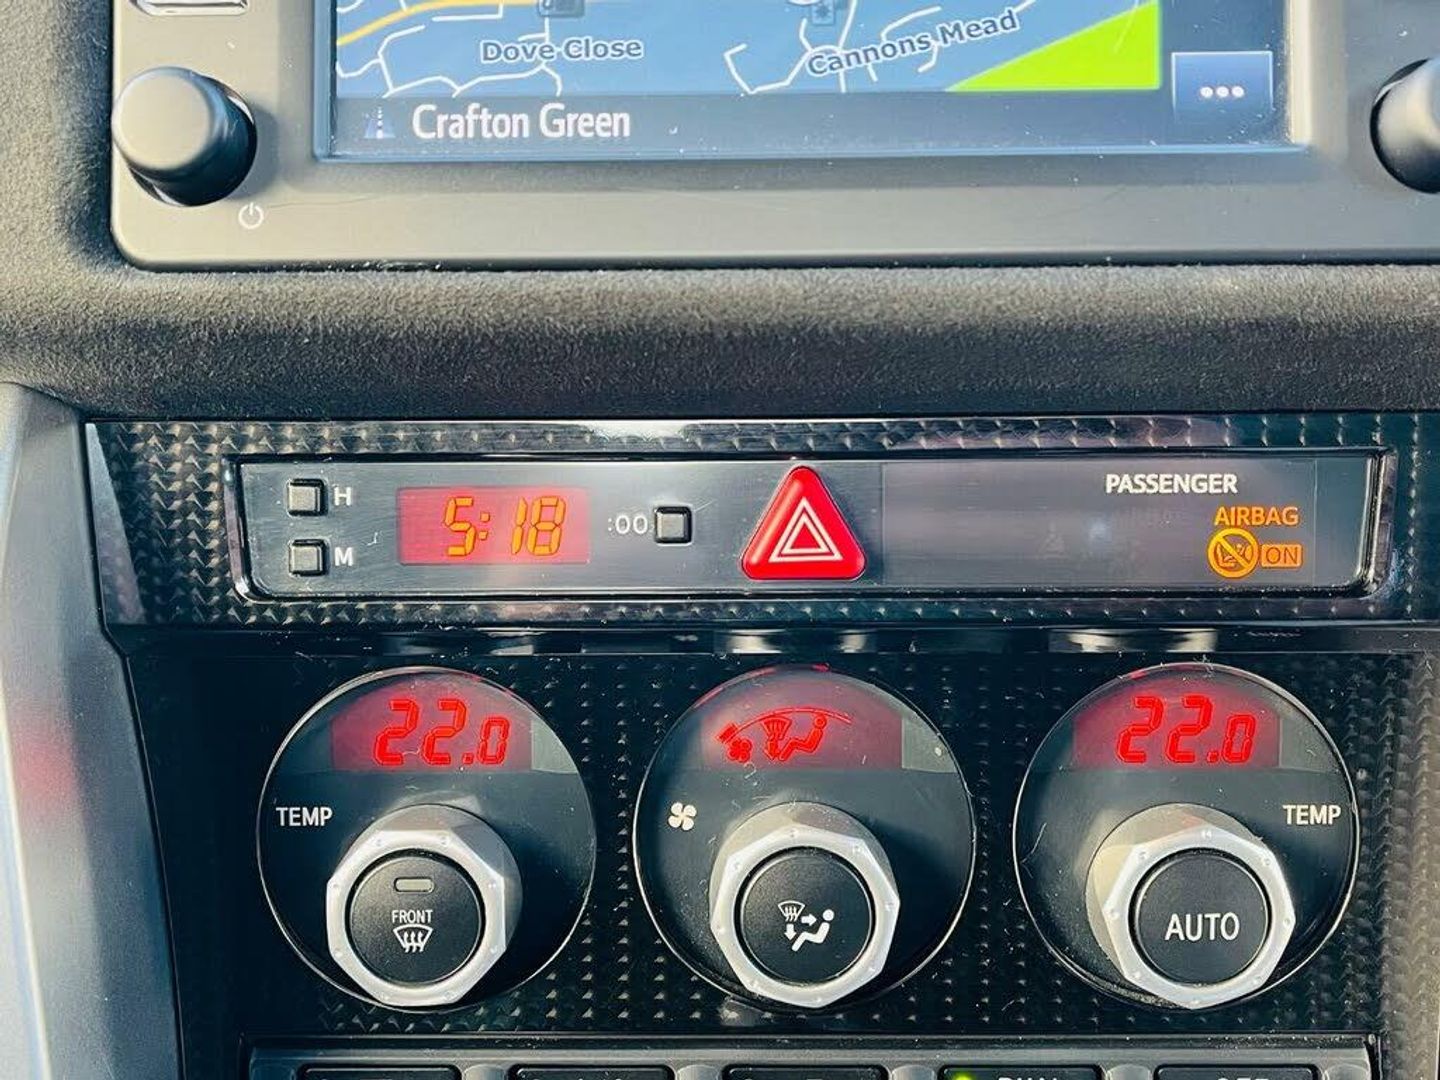 Dove Close
Cannons Mead
Crafton Green
H
5:18
:00
M
PASSENGER
AIRBAG
ON
22.0
22.0
TEMP
TEMP
FRONT
AUTO